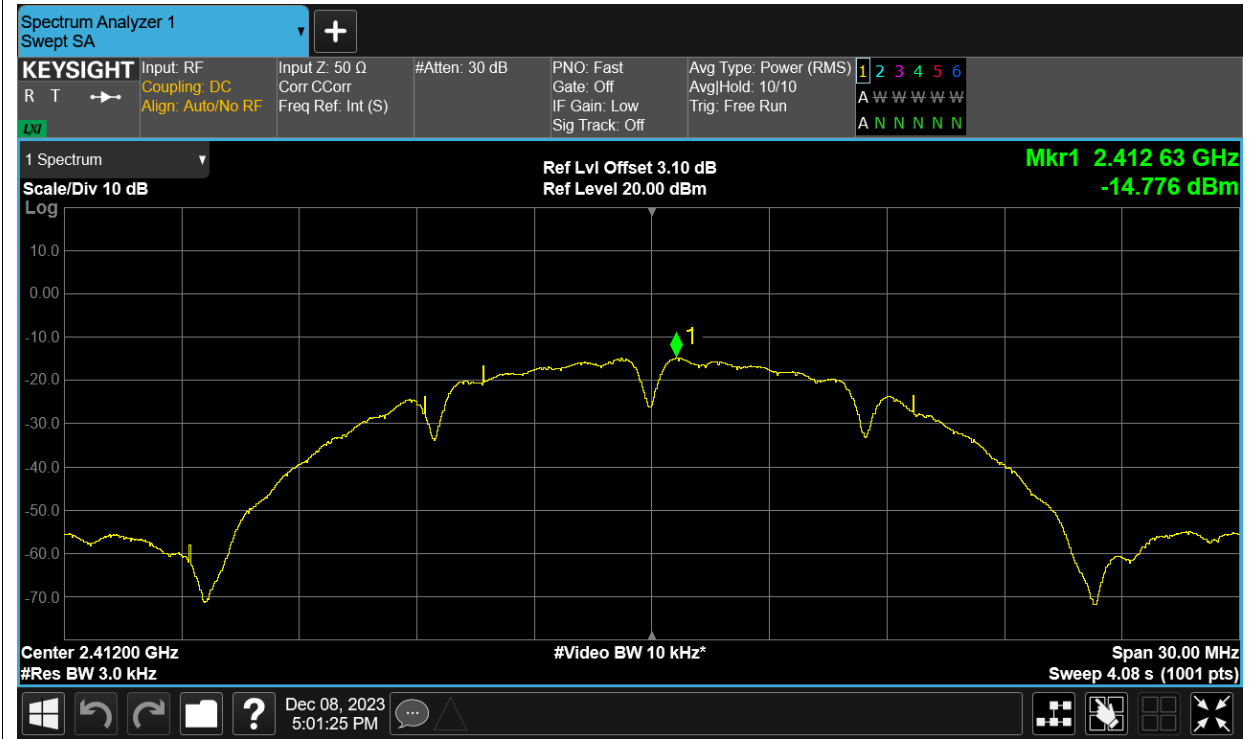 Spectrum Analyzer 1
Swept SA
+
KEYSIGHT
R T
LXI
Input: RF
Coupling: DC
Align: Auto/No RF
Input Z: 50 Ω
Corr CCorr
Freq Ref: Int (S)
#Atten: 30 dB
PNO: Fast
Gate: Off
IF Gain: Low
Sig Track: Off
Avg Type: Power (RMS)
Avg|Hold: 10/10
Trig: Free Run
1 2 3 4 5 6
A W W W W W
A N N N N N
1 Spectrum
Scale/Div 10 dB
Ref Lvl Offset 3.10 dB
Ref Level 20.00 dBm
Mkr1 2.412 63 GHz
-14.776 dBm
Log
10.0
0.00
-10.0
-20.0
-30.0
-40.0
-50.0
-60.0
-70.0
1
Center 2.41200 GHz
#Res BW 3.0 kHz
#Video BW 10 kHz*
Span 30.00 MHz
Sweep 4.08 s (1001 pts)
?
Dec 08, 2023
5:01:25 PM